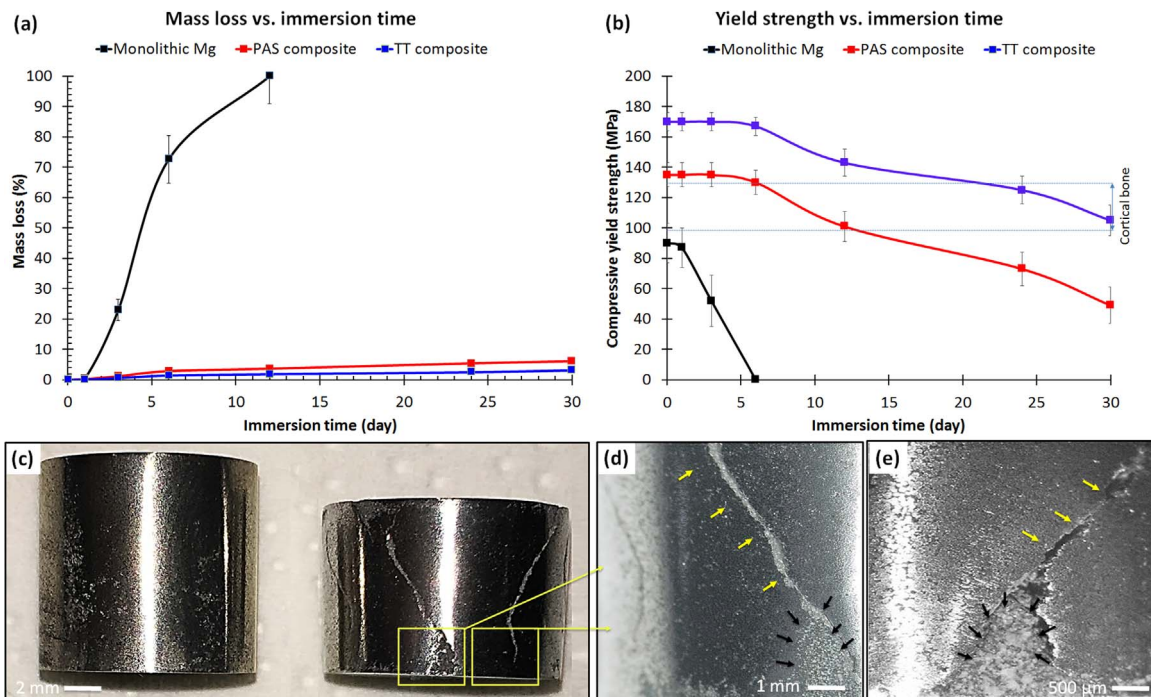 (a)
Mass loss vs. immersion time
Monolithic Mg PAS composite TT composite
Mass loss (%)
100
90
80
70
60
50
40
30
20
10
0
0 5 10 15 20 25 30
Immersion time (day)
(b)
Yield strength vs. immersion time
Monolithic Mg PAS composite TT composite
Compressive yield strength (MPa)
200
180
160
140
120
100
80
60
40
20
0
0 5 10 15 20 25 30
Immersion time (day)
Cortical bone
(c)
2 mm
(d)
1 mm
(e)
500 µm